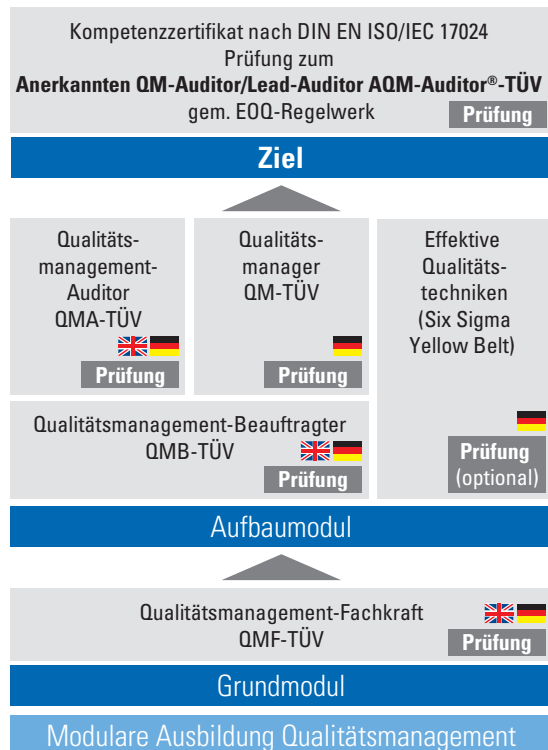 Kompetenzzertifikat nach DIN EN ISO/IEC 17024
Prüfung zum
Anerkannten QM-Auditor/Lead-Auditor AQM-Auditor®-TÜV
gem. EOQ-Regelwerk
Prüfung
Ziel
Qualitäts-
management-
Auditor
QMA-TÜV
Prüfung
Qualitäts-
manager
QM-TÜV
Prüfung
Effektive
Qualitäts-
techniken
(Six Sigma
Yellow Belt)
Prüfung
(optional)
Qualitätsmanagement-Beauftragter
QMB-TÜV
Prüfung
Aufbaumodul
Qualitätsmanagement-Fachkraft
QMF-TÜV
Prüfung
Grundmodul
Modulare Ausbildung Qualitätsmanagement